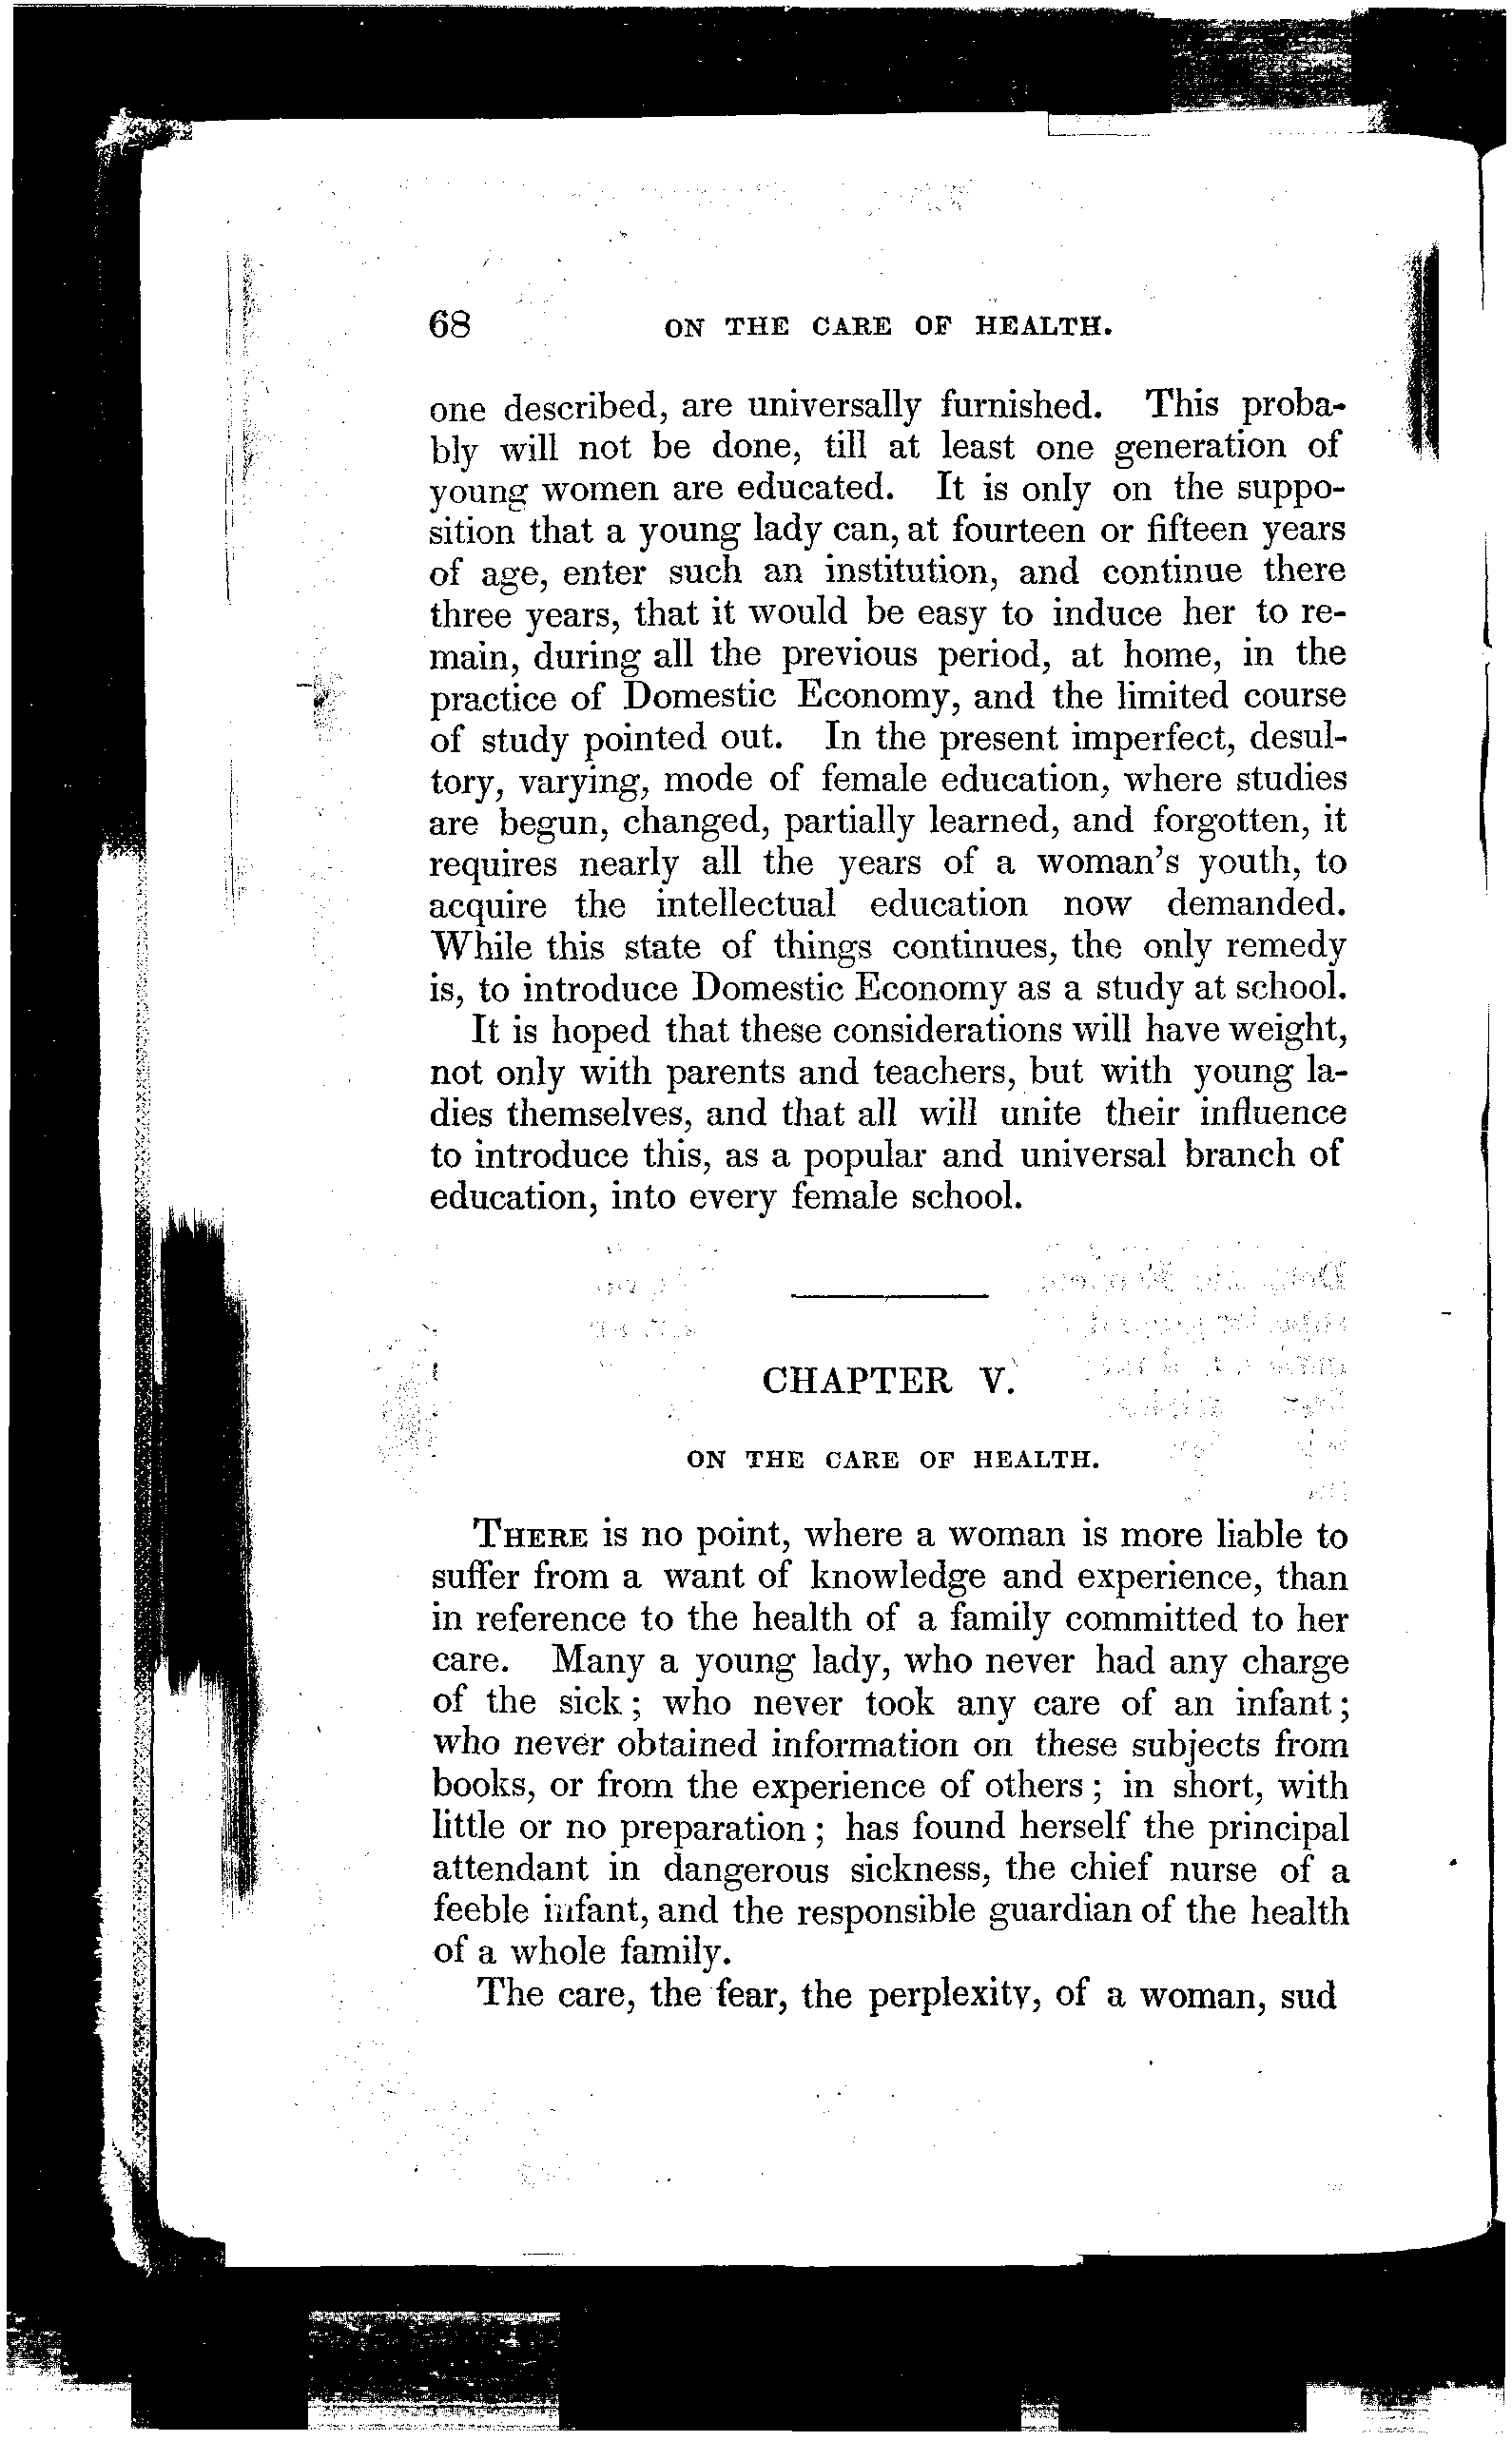 68 ON THE CARE OF HEALTH.
one described, are universally furnished. This proba-
bly will not be done, till at least one generation of
young women are educated. It is only on the suppo-
sition that a young lady can, at fourteen or fifteen years
of age, enter such an institution, and continue there
three years, that it would be easy to induce her to re-
main, during all the previous period, at home, in the
practice of Domestic Economy, and the limited course
of study pointed out. In the present imperfect, desul-
tory, varying, mode of female education, where studies
are begun, changed, partially learned, and forgotten, it
requires nearly all the years of a woman's youth, to
acquire the intellectual education now demanded.
While this state of things continues, the only remedy
is, to introduce Domestic Economy as a study at school.
It is hoped that these considerations will have weight,
not only with parents and teachers, but with young la-
dies themselves, and that all will unite their influence
to introduce this, as a popular and universal branch of
education, into every female school.
CHAPTER V.
ON THE CARE OF HEALTH.
THERE is no point, where a woman is more liable to
suffer from a want of knowledge and experience, than
in reference to the health of a family committed to her
care. Many a young lady, who never had any charge
of the sick; who never took any care of an infant;
who never obtained information on these subjects from
books, or from the experience of others; in short, with
little or no preparation; has found herself the principal
attendant in dangerous sickness, the chief nurse of a
feeble infant, and the responsible guardian of the health
of a whole family.
The care, the fear, the perplexity, of a woman, sud